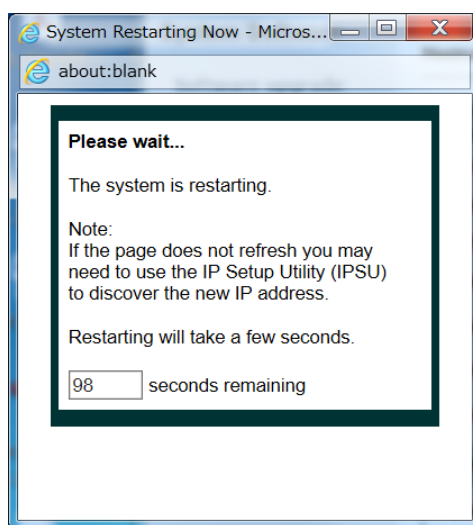 System Restarting Now - Micros...
about:blank
Please wait...
The system is restarting.
Note:
If the page does not refresh you may
need to use the IP Setup Utility (IPSU)
to discover the new IP address.
Restarting will take a few seconds.
98 seconds remaining